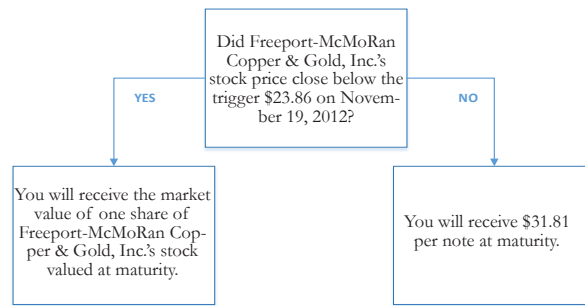 Did Freeport-McMoRan
Copper & Gold, Inc.'s
stock price close below the
trigger $23.86 on Novem-
ber 19, 2012?
YES
NO
You will receive the market
value of one share of
Freeport-McMoRan Cop-
per & Gold, Inc.'s stock
valued at maturity.
You will receive $31.81
per note at maturity.